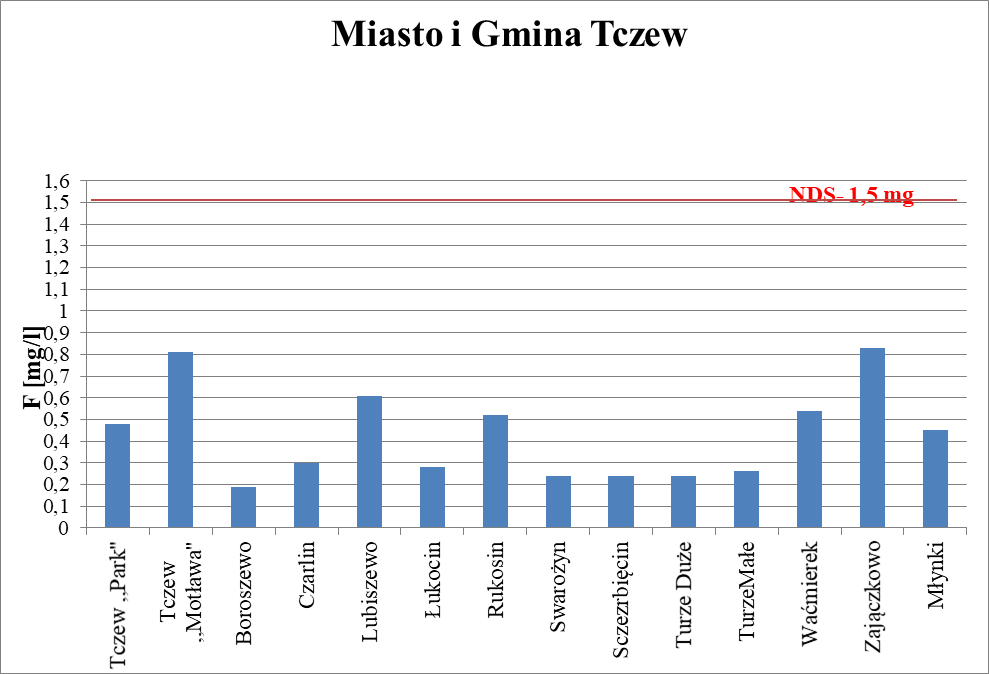 Miasto i Gmina Tczew
F [mg/l]
1,6
1,5
1,4
1,3
1,2
1,1
1
0,9
0,8
0,7
0,6
0,5
0,4
0,3
0,2
0,1
0
NDS- 1,5 mg
Tczew ,,Park"
Tczew
,,Motława"
Boroszewo
Czarlin
Lubiszewo
Łukocin
Rukosin
Swarożyn
Sczezrbięcin
Turze Duże
TurzeMałe
Waćmierek
Zajączkowo
Młynki